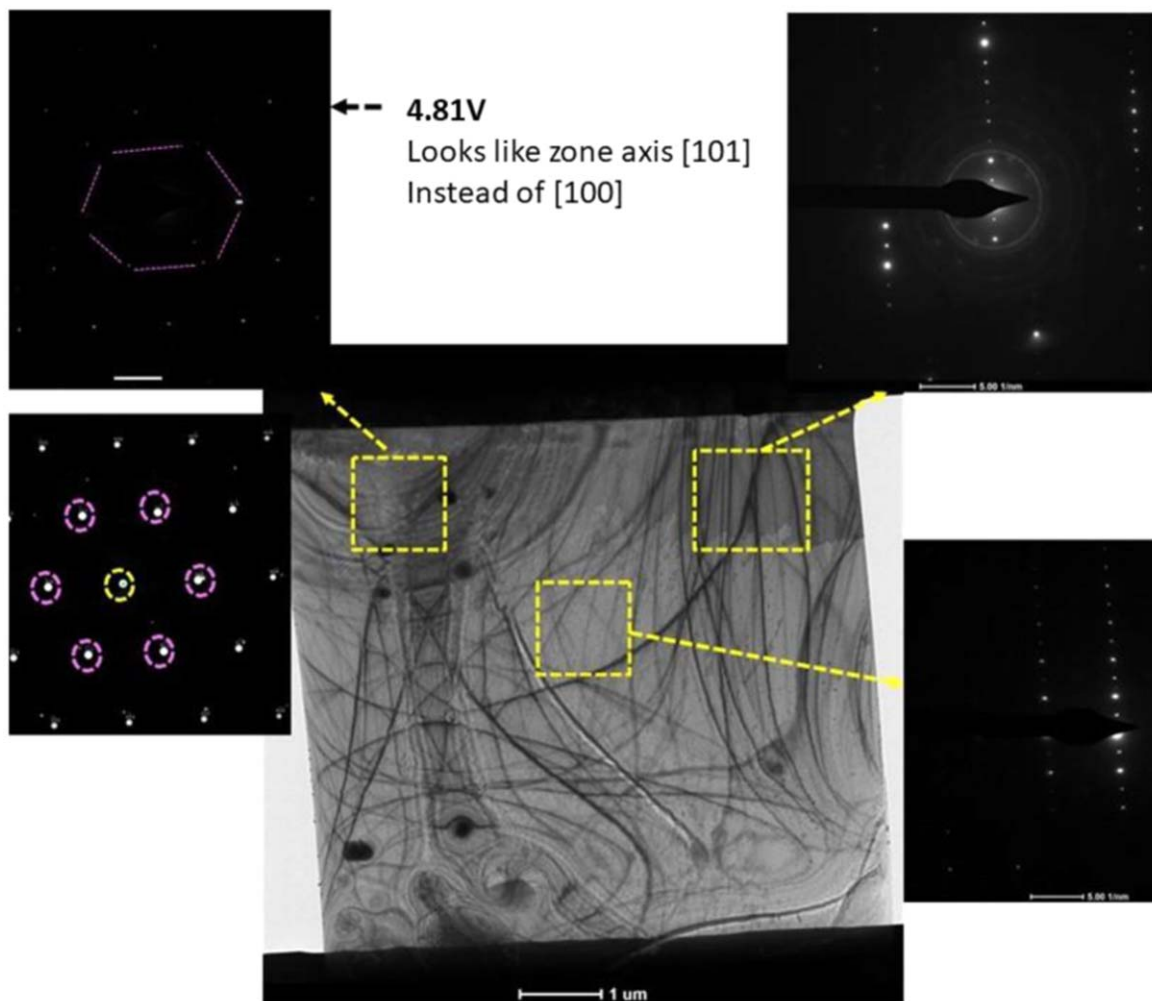 4.81V
Looks like zone axis [101]
Instead of [100]
5.00 1/nm
5.00 1/nm
1 um